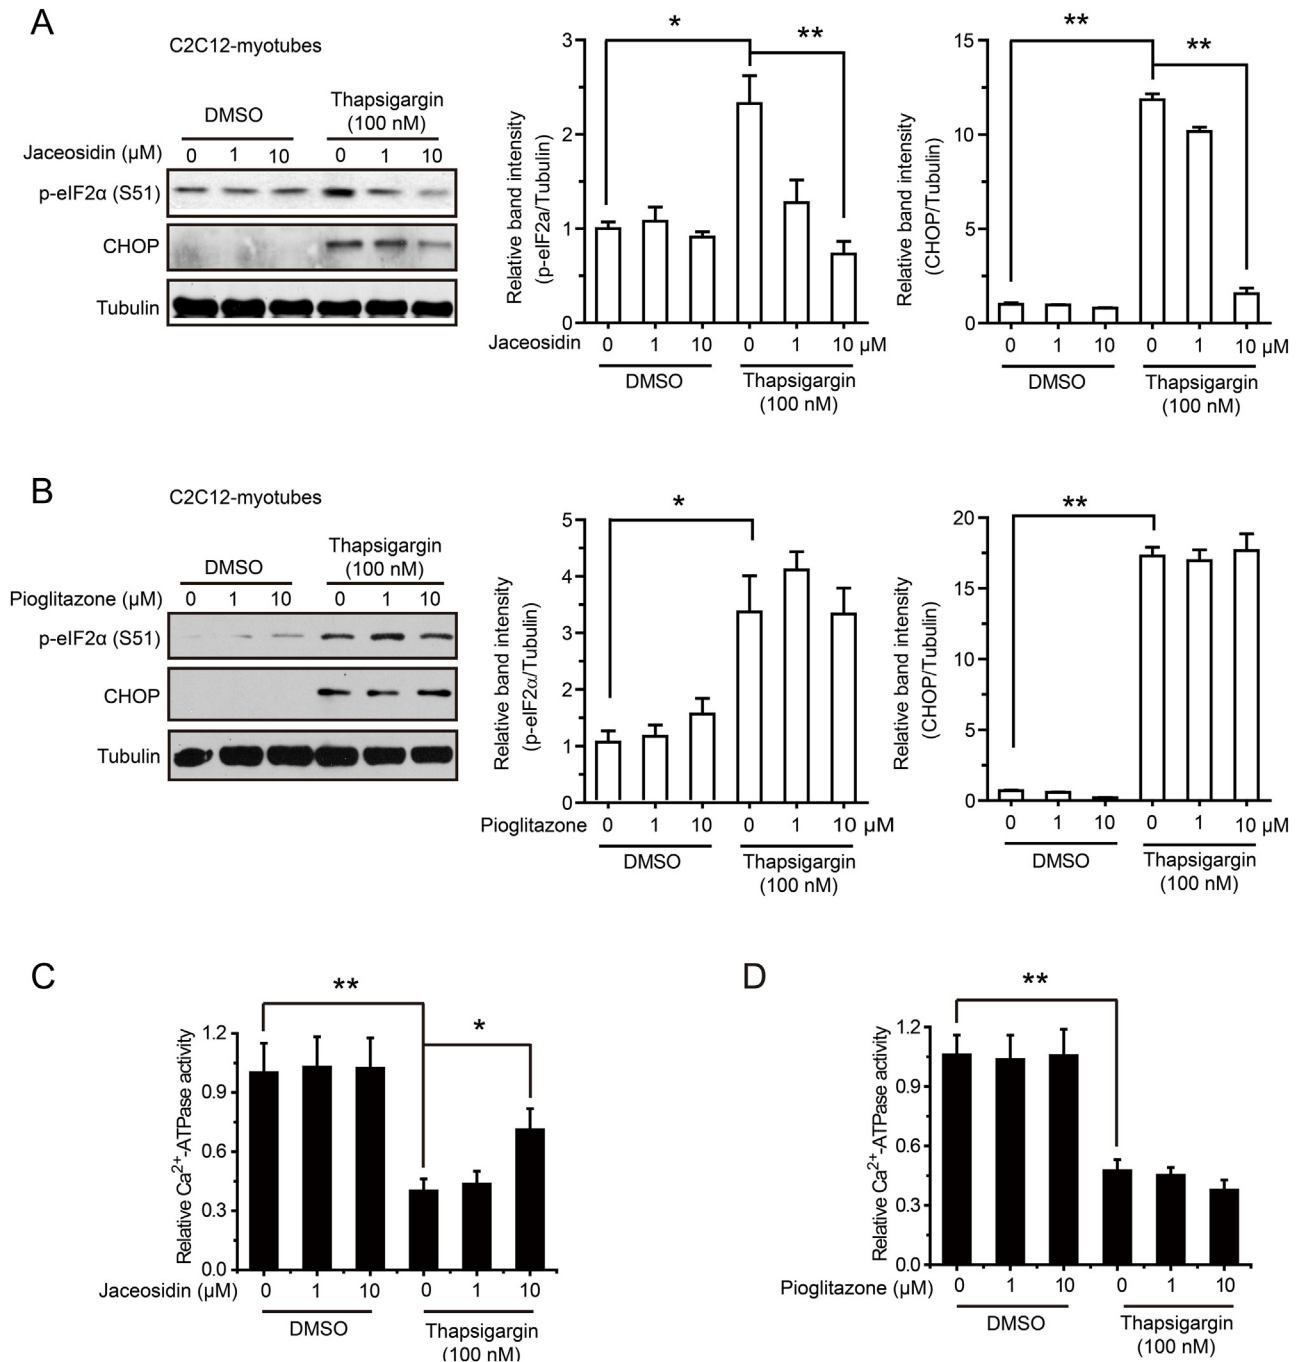 A
C2C12-myotubes
DMSO
Thapsigargin
(100 nM)
Jaceosidin (μM)
0 1 10 0 1 10
p-eIF2α (S51)
CHOP
Tubulin
* **
Relative band intensity
(p-eIF2a/Tubulin)
3
2
1
0
Jaceosidin 0 1 10 0 1 10 μM
DMSO
Thapsigargin
(100 nM)
** **
Relative band intensity
(CHOP/Tubulin)
15
10
5
0
0 1 10 0 1 10 μM
DMSO
Thapsigargin
(100 nM)
B
C2C12-myotubes
DMSO
Thapsigargin
(100 nM)
Pioglitazone (μM) 0 1 10 0 1 10
p-eIF2α (S51)
CHOP
Tubulin
*
Relative band intensity
(p-eIF2α/Tubulin)
5
4
3
2
1
0
Pioglitazone 0 1 10 0 1 10 μM
DMSO
Thapsigargin
(100 nM)
**
Relative band intensity
(CHOP/Tubulin)
20
15
10
5
0
0 1 10 0 1 10 μM
DMSO
Thapsigargin
(100 nM)
C
** *
Relative Ca2+-ATPase activity
1.2
0.9
0.6
0.3
0.0
Jaceosidin (μM) 0 1 10 0 1 10
DMSO
Thapsigargin
(100 nM)
D
**
Relative Ca2+-ATPase activity
1.2
0.9
0.6
0.3
0.0
Pioglitazone (μM) 0 1 10 0 1 10
DMSO
Thapsigargin
(100 nM)